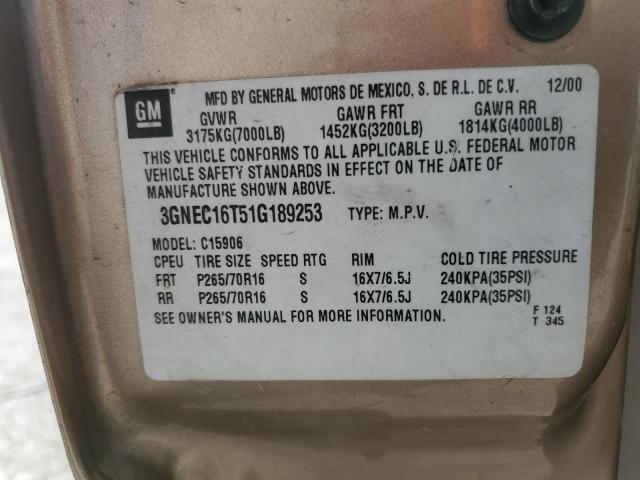 GM
MFD BY GENERAL MOTORS DE MEXICO, S. DE R.L. DE C.V. 12/00
GVWR GAWR FRT GAWR RR
3175KG(7000LB) 1452KG(3200LB) 1814KG(4000LB)
THIS VEHICLE CONFORMS TO ALL APPLICABLE U.S. FEDERAL MOTOR
VEHICLE SAFETY STANDARDS IN EFFECT ON THE DATE OF
MANUFACTURE SHOWN ABOVE.
3GNEC16T51G189253 TYPE: M.P.V.
MODEL: C15906
CPEU TIRE SIZE SPEED RTG RIM COLD TIRE PRESSURE
FRT P265/70R16 S 16X7/6.5J 240KPA(35PSI)
RR P265/70R16 S 16X7/6.5J 240KPA(35PSI)
SEE OWNER'S MANUAL FOR MORE INFORMATION.
F 124
T 345